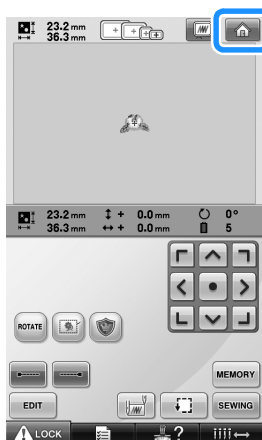 23.2 mm
36.3 mm
23.2 mm + 0.0 mm 0°
36.3 mm + 0.0 mm 5
ROTATE
MEMORY
EDIT SEWING
LOCK ?